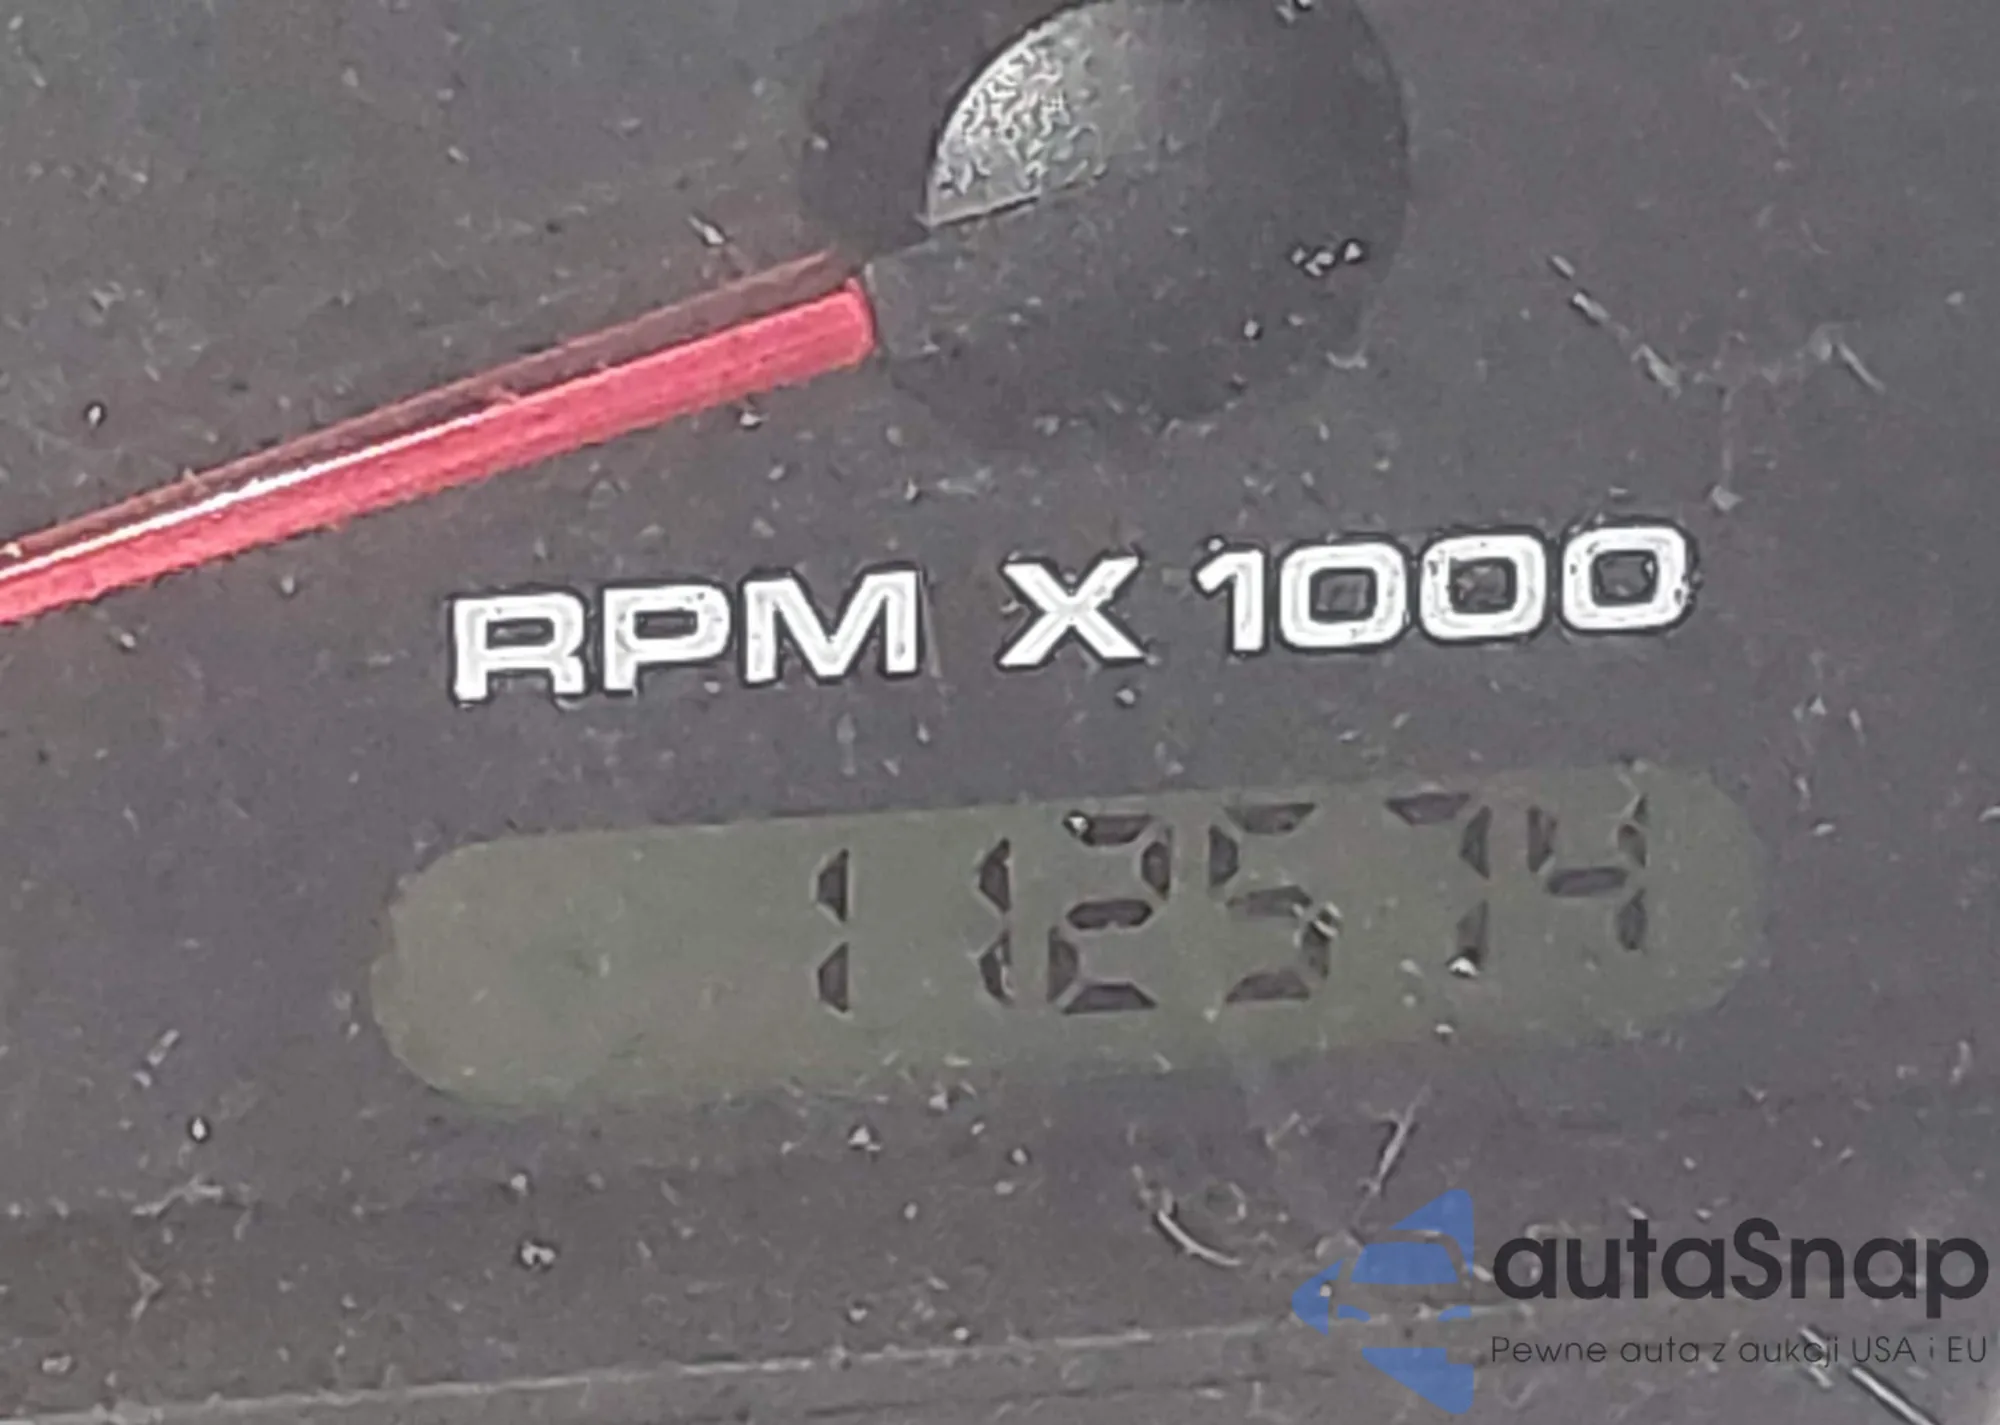 RPM X 1000
112574
autaSnap
Pewne auta z aukcji USA i EU